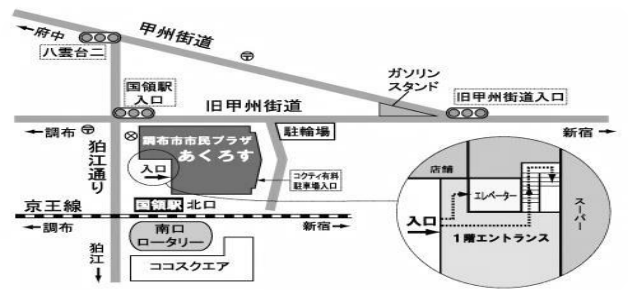 府中
甲州街道
八雲台二
国領駅
入口
ガソリン
スタンド
旧甲州街道
旧甲州街道入口
調布
新宿
調布市市民プラザ
あくろす
駐輪場
狛江通り
入口
コクティ有料
駐車場入口
京王線
国領駅
北口
調布
新宿
狛江
南口
ロータリー
ココスクエア
店舗
エレベーター
スーパー
入口
1階エントランス